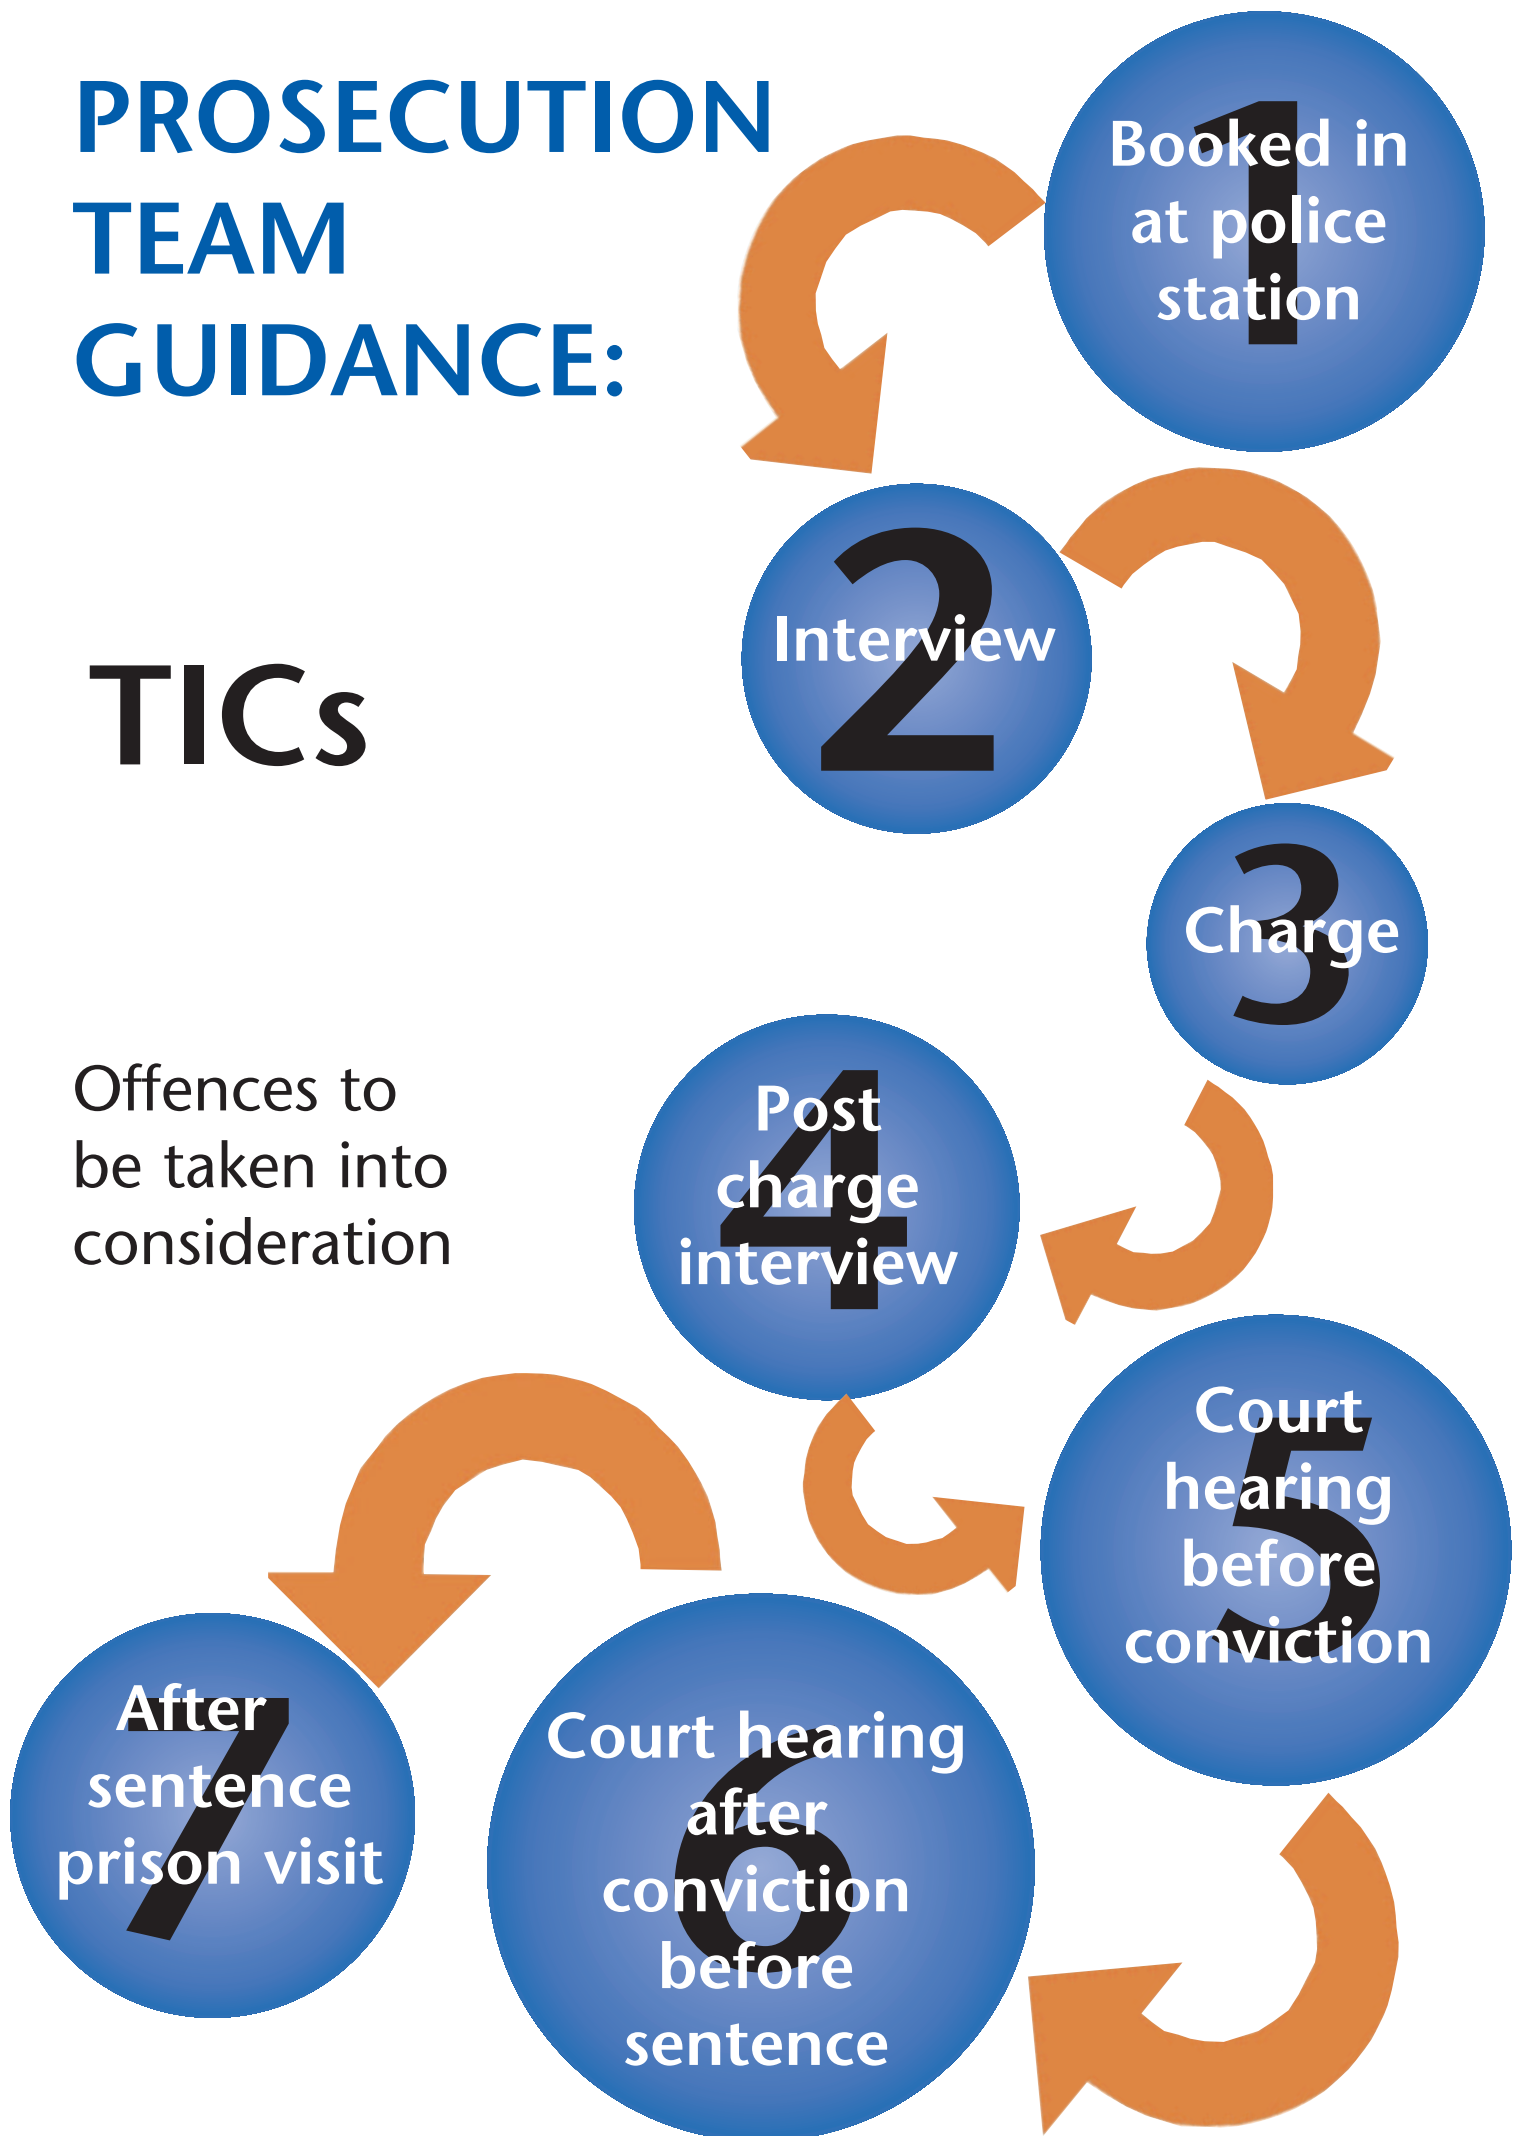 PROSECUTION
TEAM
GUIDANCE:
TICs
Offences to
be taken into
consideration
1
Booked in
at police
station
2
Interview
3
Charge
4
Post
charge
interview
5
Court
hearing
before
conviction
6
Court hearing
after
conviction
before
sentence
7
After
sentence
prison visit